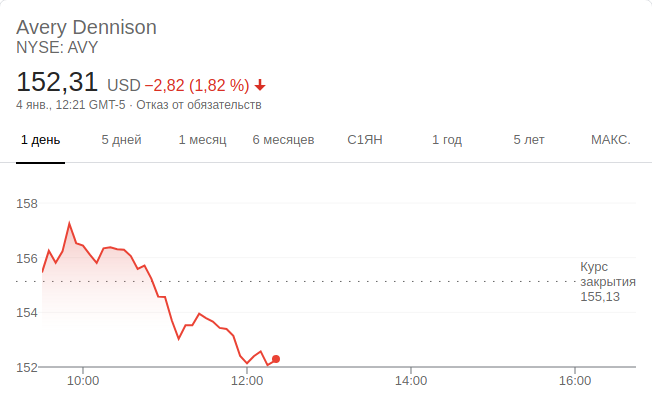 Avery Dennison
NYSE: AVY
152,31 USD −2,82 (1,82 %)
4 янв., 12:21 GMT-5 · Отказ от обязательств
1 день 5 дней 1 месяц 6 месяцев С1ЯН 1 год 5 лет МАКС.
158
156
154
152
Курс
закрытия
155,13
10:00 12:00 14:00 16:00